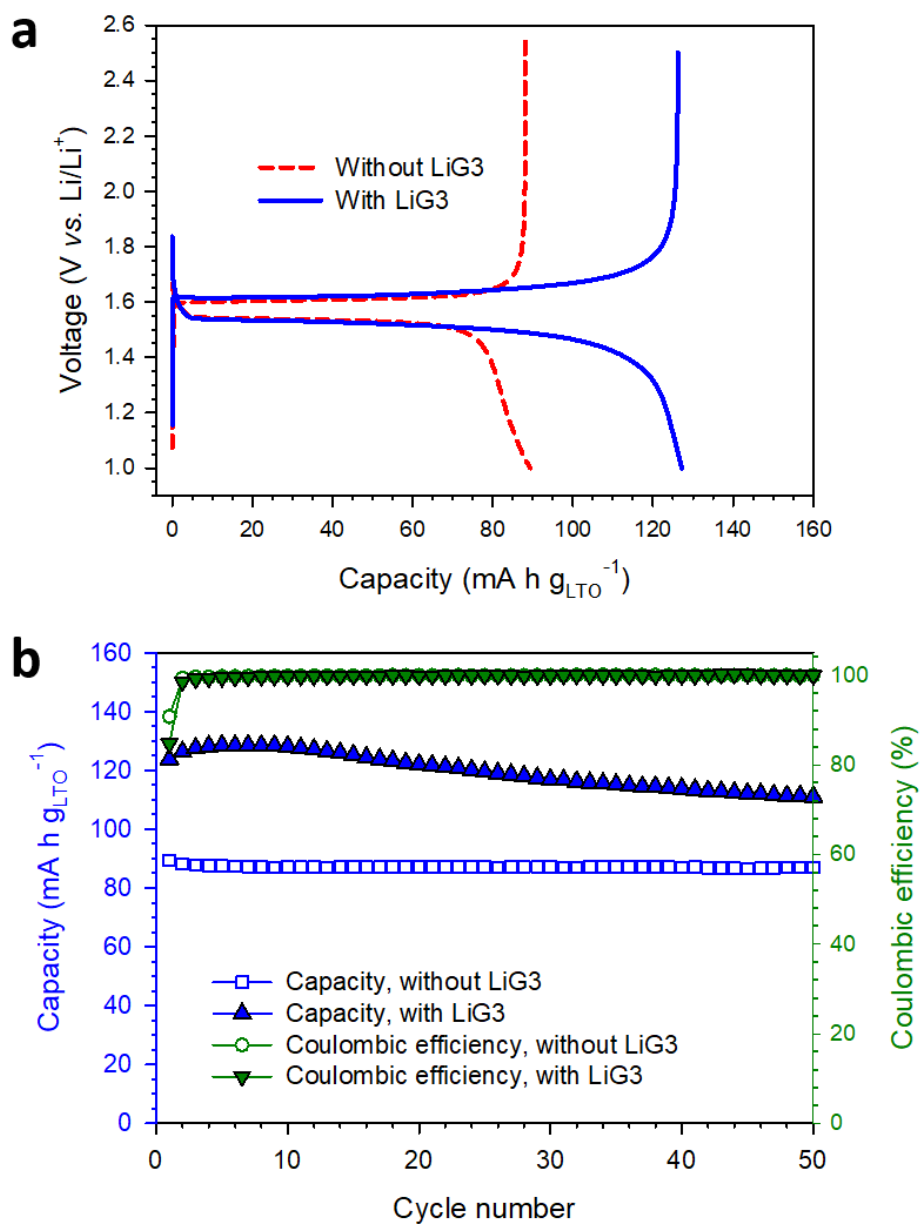 a
2.6
2.4
2.2
2.0
1.8
1.6
1.4
1.2
1.0
Voltage (V vs. Li/Li⁺)
Without LiG3
With LiG3
0 20 40 60 80 100 120 140 160
Capacity (mA h g_LTO⁻¹)
b
160
140
120
100
80
60
40
20
0
Capacity (mA h g_LTO⁻¹)
100
80
60
40
20
0
Coulombic efficiency (%)
Capacity, without LiG3
Capacity, with LiG3
Coulombic efficiency, without LiG3
Coulombic efficiency, with LiG3
0 10 20 30 40 50
Cycle number